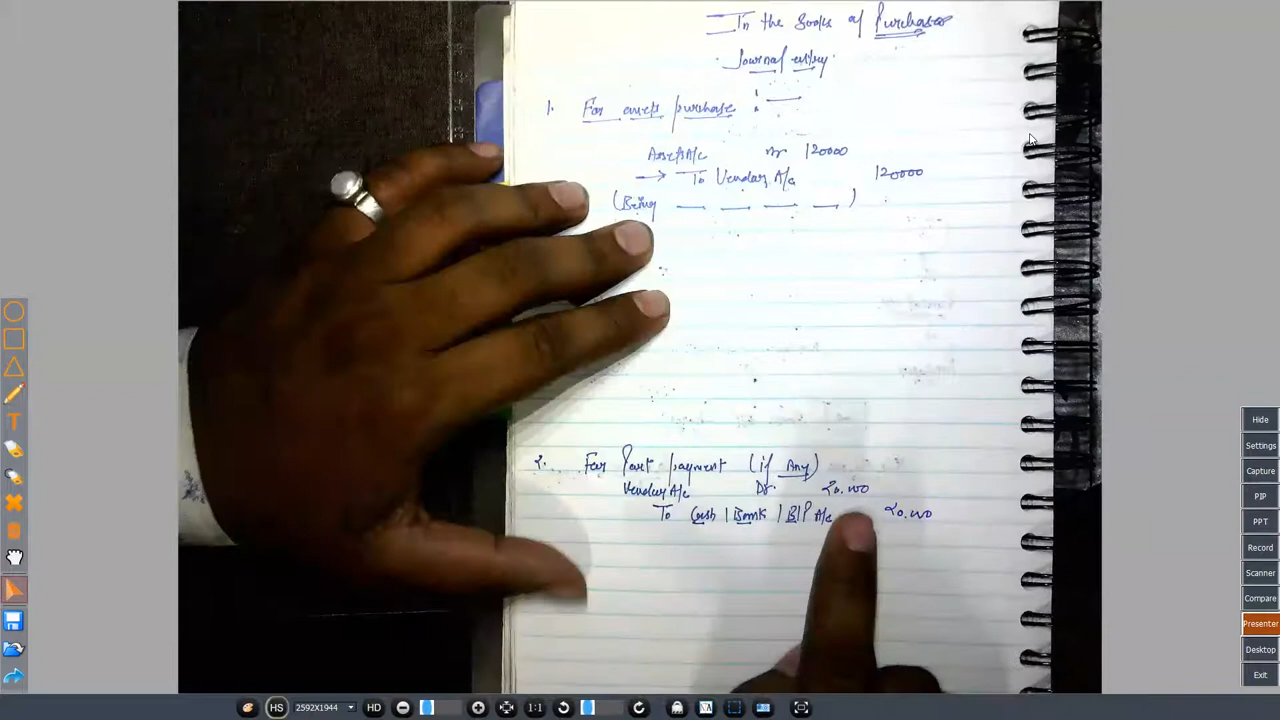 In the Books of Purchaser
Journal entry
1. For assets purchase :
Assets A/c Dr 120000
To Vendor A/c 120000
(Being )
2. For Part payment (if Any)
Vendor A/c Dr. 20.000
To Cash | Bank | B|P A/c 20.000
Hide
Settings
Capture
PIP
PPT
Record
Scanner
Compare
Presenter
Desktop
Exit
T
HS 2592X1944 HD 1:1